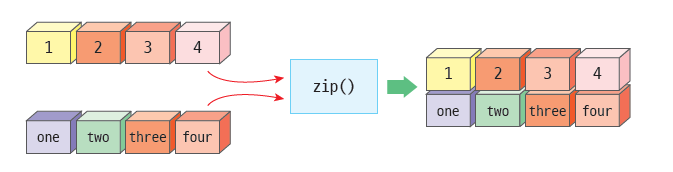 1 2 3 4
one two three four
zip()
1 2 3 4
one two three four